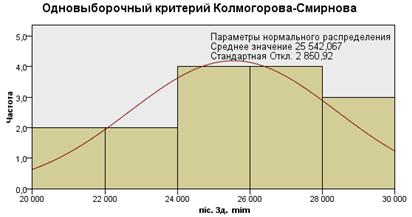 Одновыборочный критерий Колмогорова-Смирнова
Параметры нормального распределения
Среднее значение 25 542,067
Стандартная Откл. 2 850,92
Частота
5,0
4,0
3,0
2,0
1,0
0,0
20 000 22 000 24 000 26 000 28 000 30 000
піс. Зд. mim